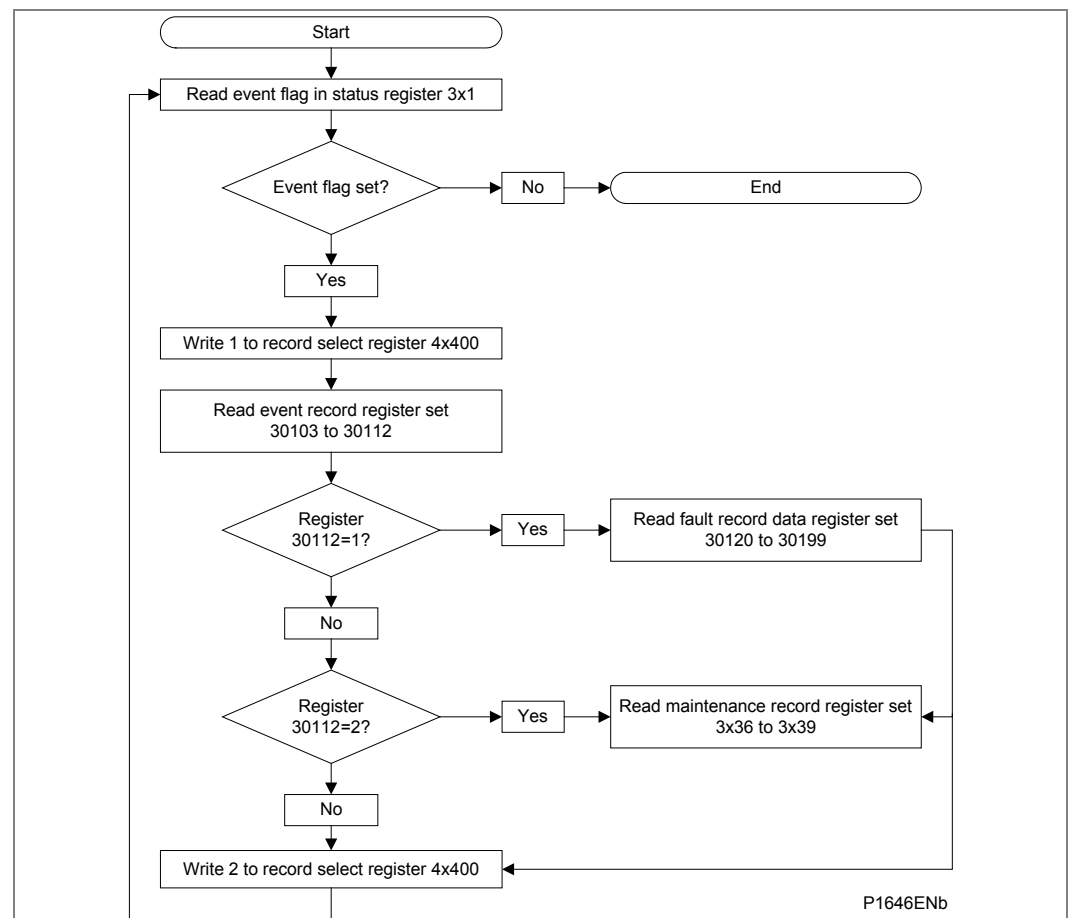 Start
Read event flag in status register 3x1
Event flag set?
No
End
Yes
Write 1 to record select register 4x400
Read event record register set
30103 to 30112
Register
30112=1?
Yes
Read fault record data register set
30120 to 30199
No
Register
30112=2?
Yes
Read maintenance record register set
3x36 to 3x39
No
Write 2 to record select register 4x400
P1646ENb